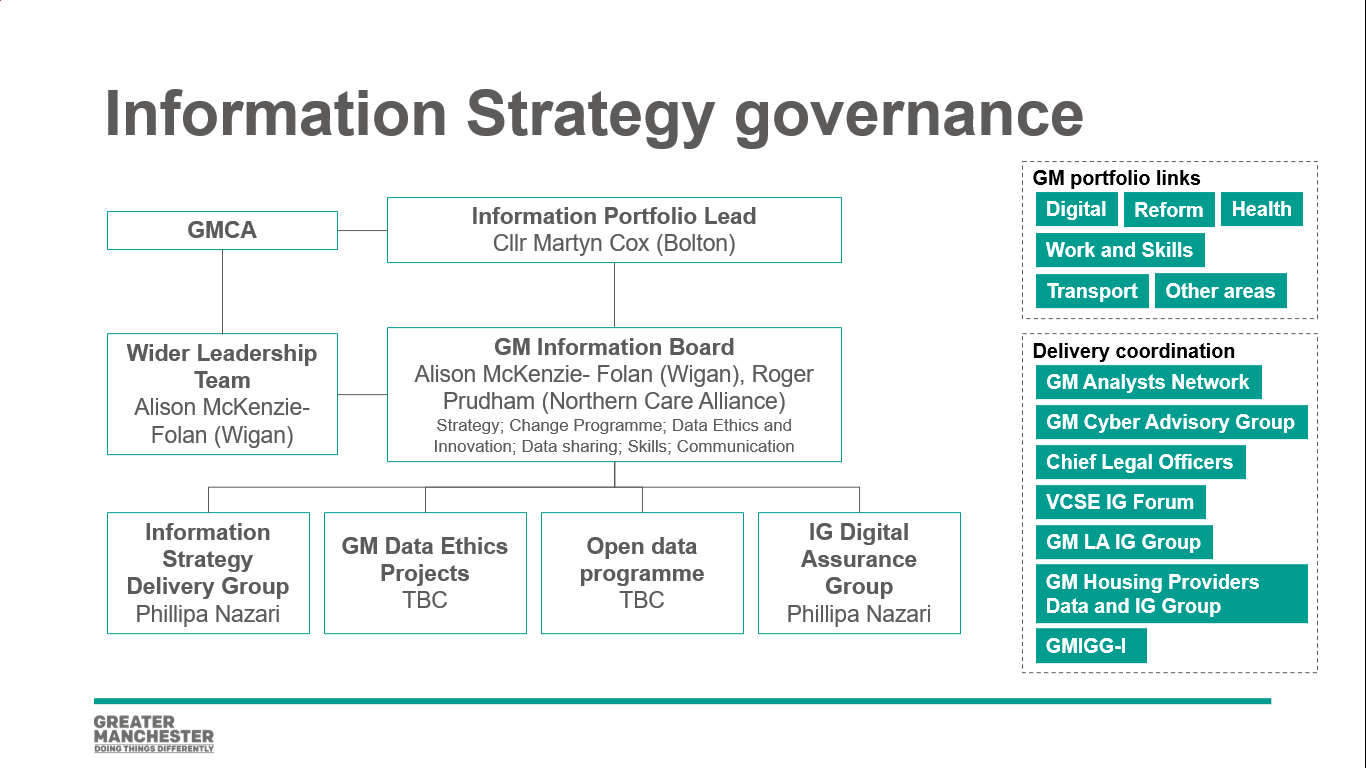 Information Strategy governance
GMCA
Information Portfolio Lead
Cllr Martyn Cox (Bolton)
Wider Leadership
Team
Alison McKenzie-
Folan (Wigan)
GM Information Board
Alison McKenzie- Folan (Wigan), Roger
Prudham (Northern Care Alliance)
Strategy; Change Programme; Data Ethics and
Innovation; Data sharing; Skills; Communication
Information
Strategy
Delivery Group
Phillipa Nazari
GM Data Ethics
Projects
TBC
Open data
programme
TBC
IG Digital
Assurance
Group
Phillipa Nazari
GM portfolio links
Digital
Reform
Health
Work and Skills
Transport
Other areas
Delivery coordination
GM Analysts Network
GM Cyber Advisory Group
Chief Legal Officers
VCSE IG Forum
GM LA IG Group
GM Housing Providers
Data and IG Group
GMIGG-I
GREATER
MANCHESTER
DOING THINGS DIFFERENTLY